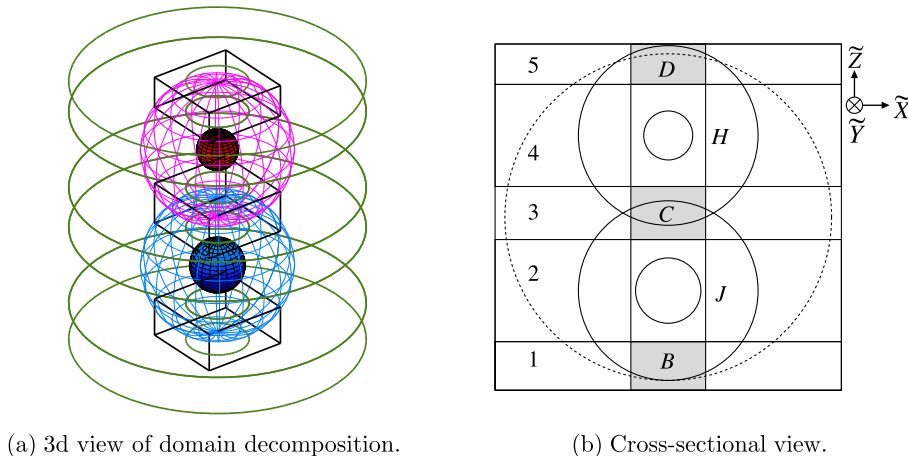 5
D
Z̃
X̃
Ỹ
H
4
3
C
2
J
1
B
(a) 3d view of domain decomposition.
(b) Cross-sectional view.